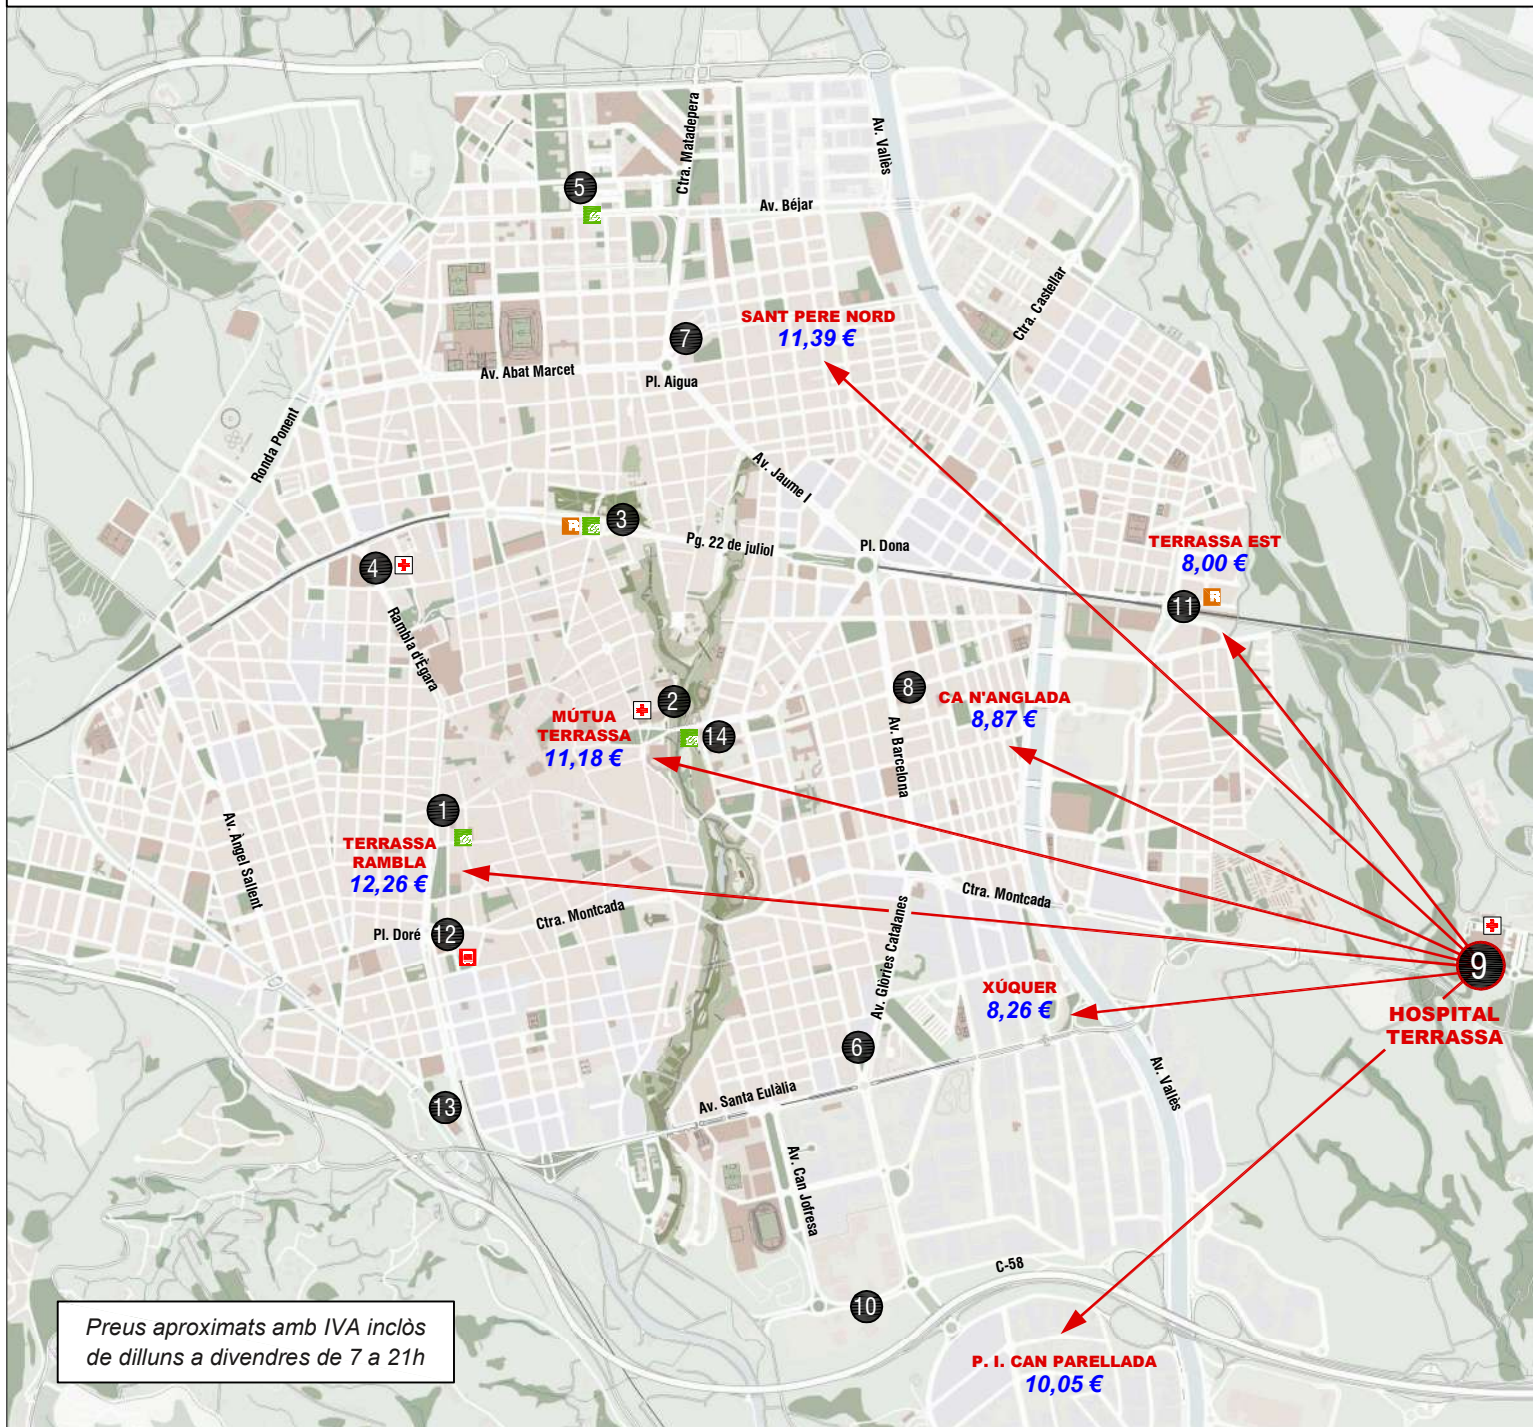 Ctra. Matadepera
Av. Vallès
5
Av. Béjar
Ctra. Castellar
SANT PERE NORD
11,39 €
7
Av. Abat Marcet
Pl. Aigua
Ronda Ponent
Av. Jaume I
R
3
Pg. 22 de juliol
Pl. Dona
TERRASSA EST
8,00 €
4
R
11
Rambla d'Ègara
8
2
CA N'ANGLADA
8,87 €
MÚTUA
TERRASSA
11,18 €
14
Av. Barcelona
1
Av. Àngel Sallent
TERRASSA
RAMBLA
12,26 €
Ctra. Montcada
Ctra. Montcada
Pl. Doré
12
Av. Glòries Catalanes
9
HOSPITAL
TERRASSA
XÚQUER
8,26 €
6
Av. Vallès
Av. Santa Eulàlia
13
Av. Can Jofresa
C-58
10
Preus aproximats amb IVA inclòs
de dilluns a divendres de 7 a 21h
P. I. CAN PARELLADA
10,05 €